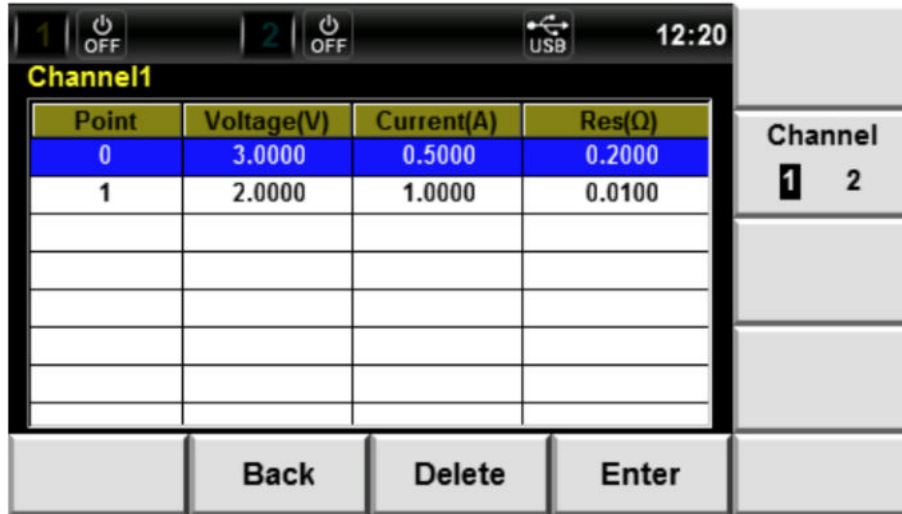 1 OFF 2 OFF USB 12:20
Channel1
Point Voltage(V) Current(A) Res(Ω)
0 3.0000 0.5000 0.2000
1 2.0000 1.0000 0.0100
Channel
1 2
Back Delete Enter